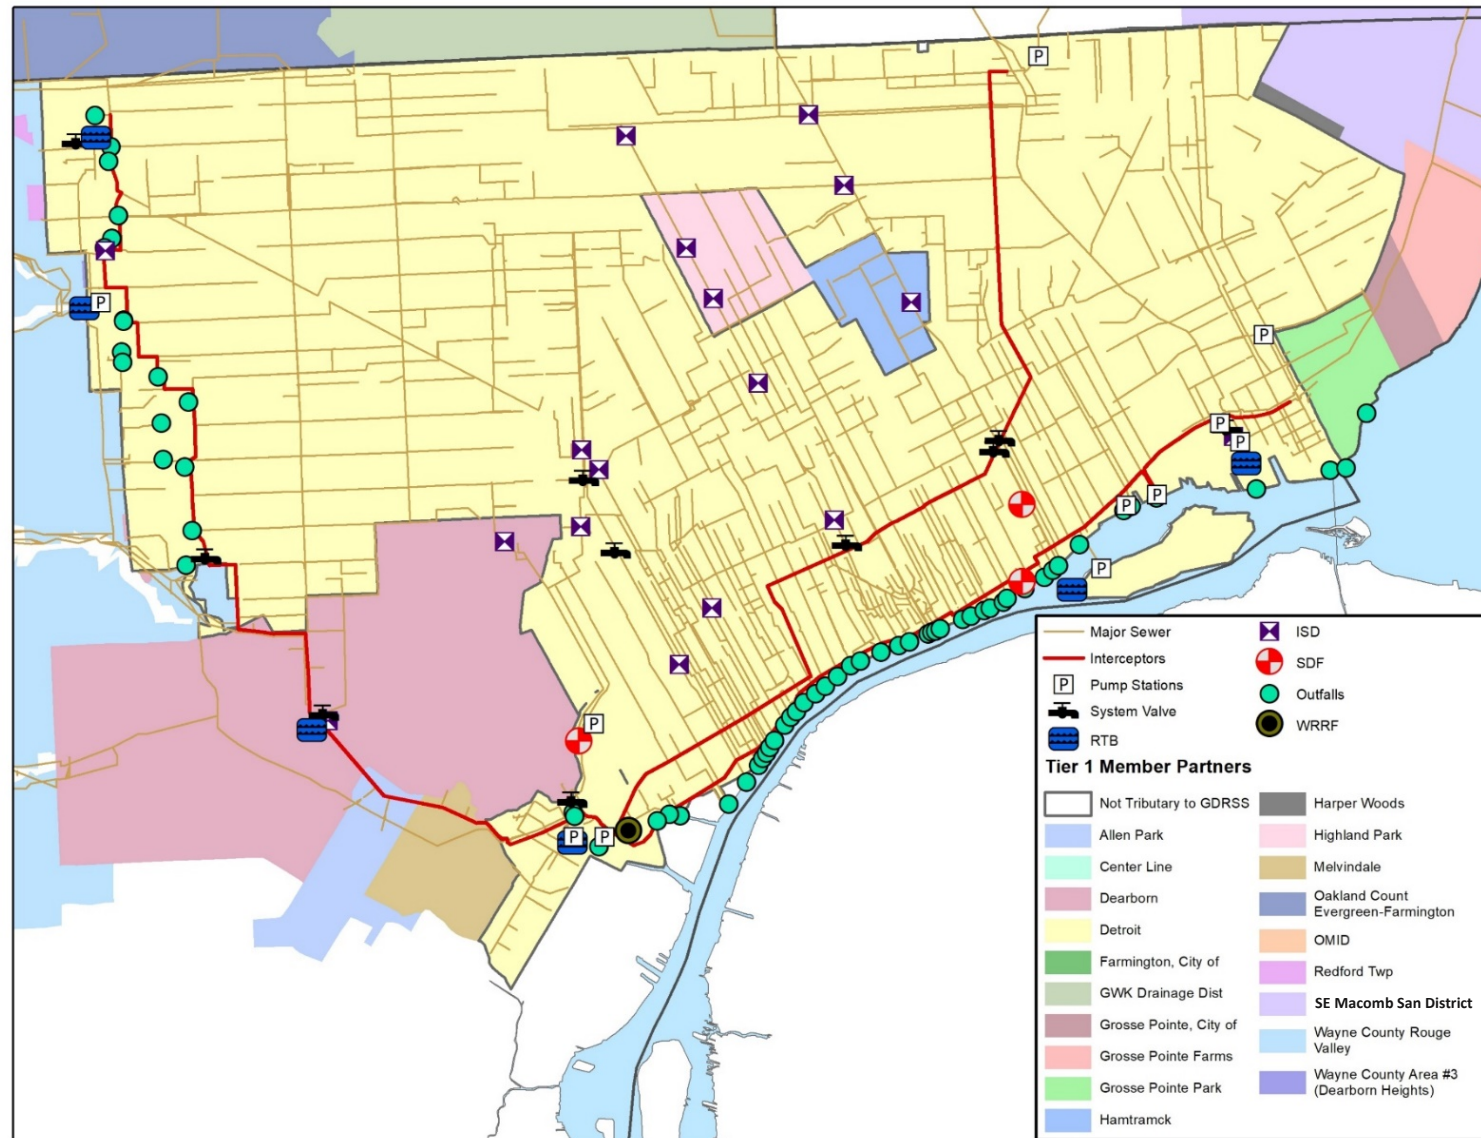 P
P
P
P
P
P
P
P
P
P
P
Major Sewer
ISD
Interceptors
SDF
P
Pump Stations
Outfalls
System Valve
WRRF
RTB
Tier 1 Member Partners
Not Tributary to GDRSS
Harper Woods
Allen Park
Highland Park
Center Line
Melvindale
Dearborn
Oakland Count
Evergreen-Farmington
Detroit
OMID
Farmington, City of
Redford Twp
GWK Drainage Dist
SE Macomb San District
Grosse Pointe, City of
Wayne County Rouge
Valley
Grosse Pointe Farms
Wayne County Area #3
(Dearborn Heights)
Grosse Pointe Park
Hamtramck